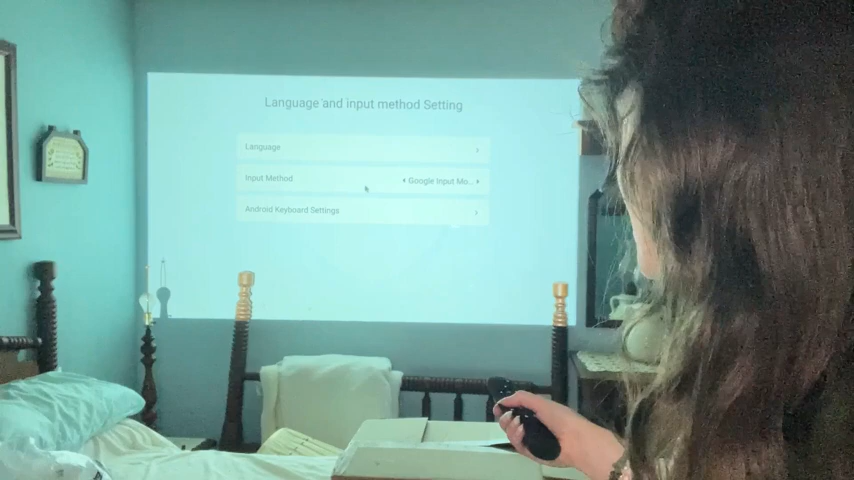 Language and input method Setting
Language
Input Method
Google Input Mo...
Android Keyboard Settings